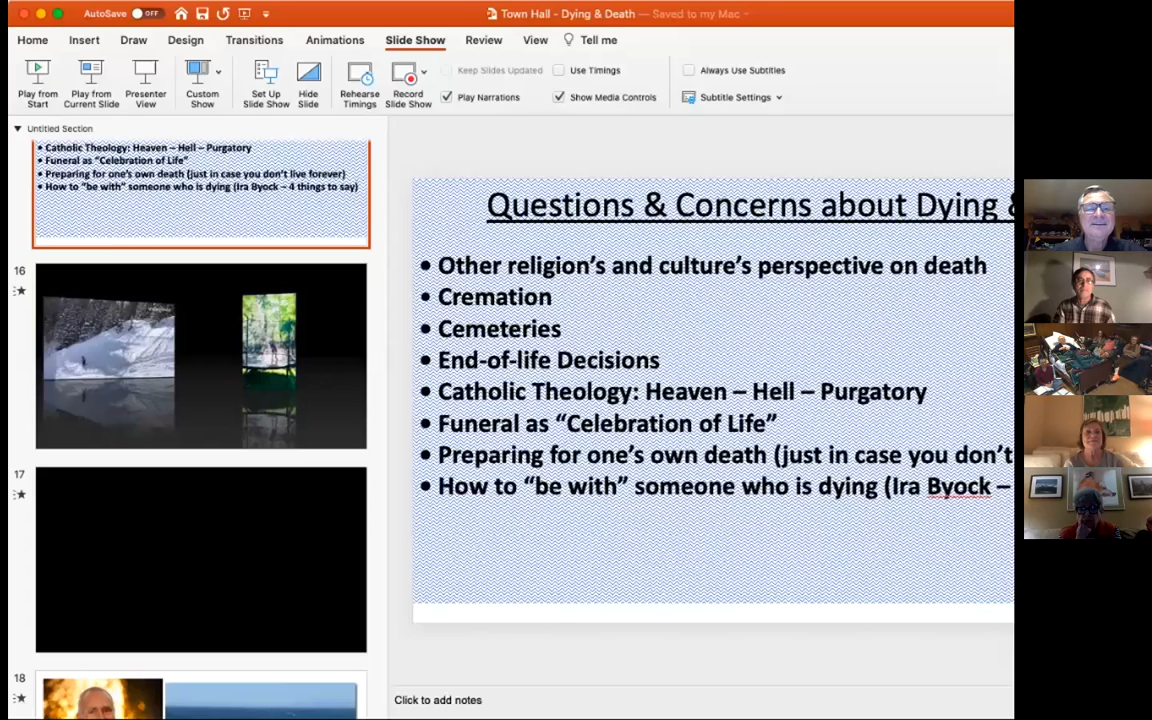 AutoSave OFF
Town Hall - Dying & Death — Saved to my Mac
Home Insert Draw Design Transitions Animations Slide Show Review View Tell me
Play from Start
Play from Current Slide
Presenter View
Custom Show
Set Up Slide Show
Hide Slide
Rehearse Timings
Record Slide Show
Keep Slides Updated
Play Narrations
Use Timings
Show Media Controls
Always Use Subtitles
Subtitle Settings
Untitled Section
• Catholic Theology: Heaven – Hell – Purgatory
• Funeral as “Celebration of Life”
• Preparing for one’s own death (just in case you don’t live forever)
• How to “be with” someone who is dying (Ira Byock – 4 things to say)
16
17
18
Questions & Concerns about Dying
• Other religion’s and culture’s perspective on death
• Cremation
• Cemeteries
• End-of-life Decisions
• Catholic Theology: Heaven – Hell – Purgatory
• Funeral as “Celebration of Life”
• Preparing for one’s own death (just in case you don’t
• How to “be with” someone who is dying (Ira Byock –
Click to add notes